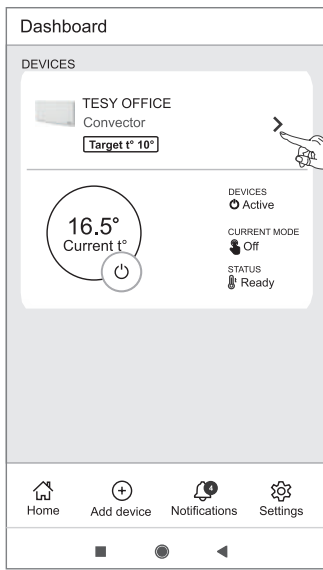 Dashboard
DEVICES
TESY OFFICE
Convector
Target t° 10°
16.5°
Current t°
DEVICES
Active
CURRENT MODE
Off
STATUS
Ready
4
Home
Add device
Notifications
Settings